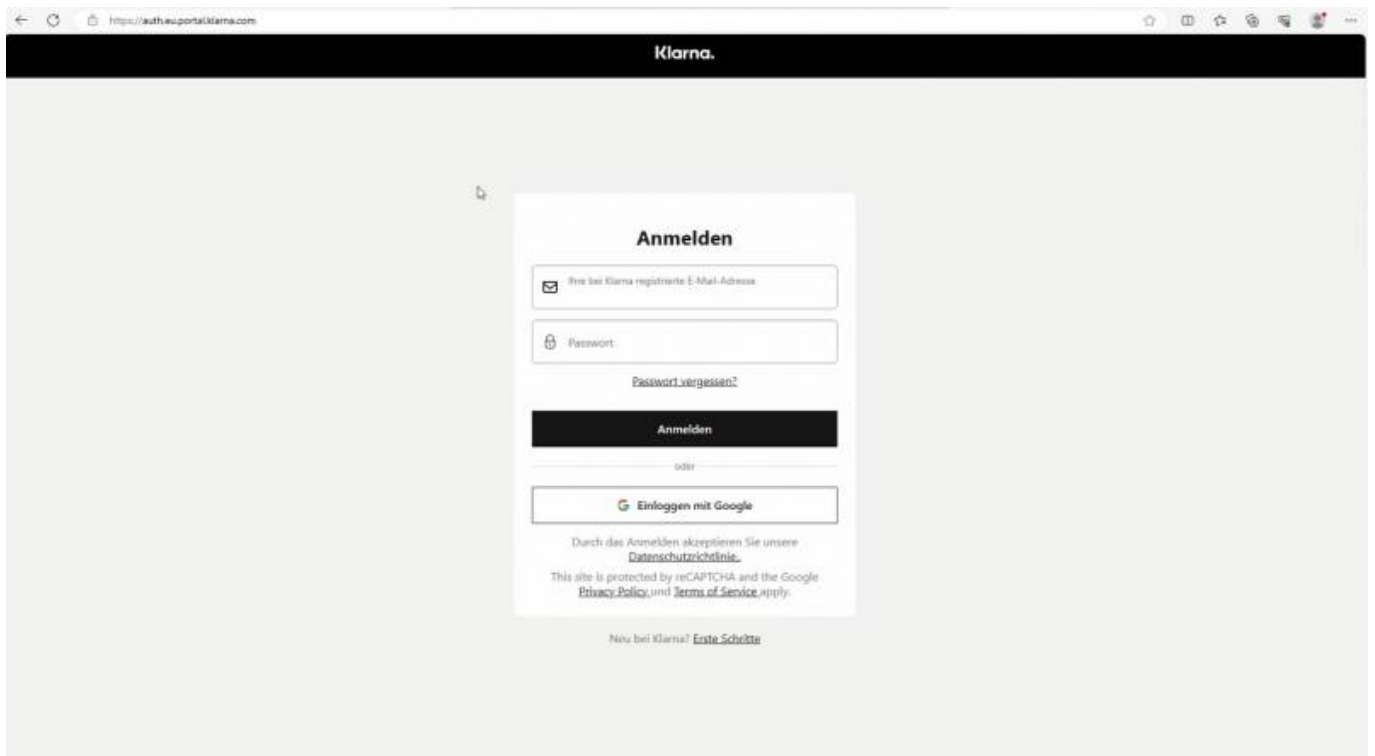 https://auth.eu.portal.klarna.com
Klarna.
Anmelden
Ihre bei Klarna registrierte E-Mail-Adresse
Passwort
Passwort vergessen?
Anmelden
oder
Einloggen mit Google
Durch das Anmelden akzeptieren Sie unsere
Datenschutzrichtlinie.
This site is protected by reCAPTCHA and the Google
Privacy Policy und Terms of Service apply.
Neu bei Klarna? Erste Schritte